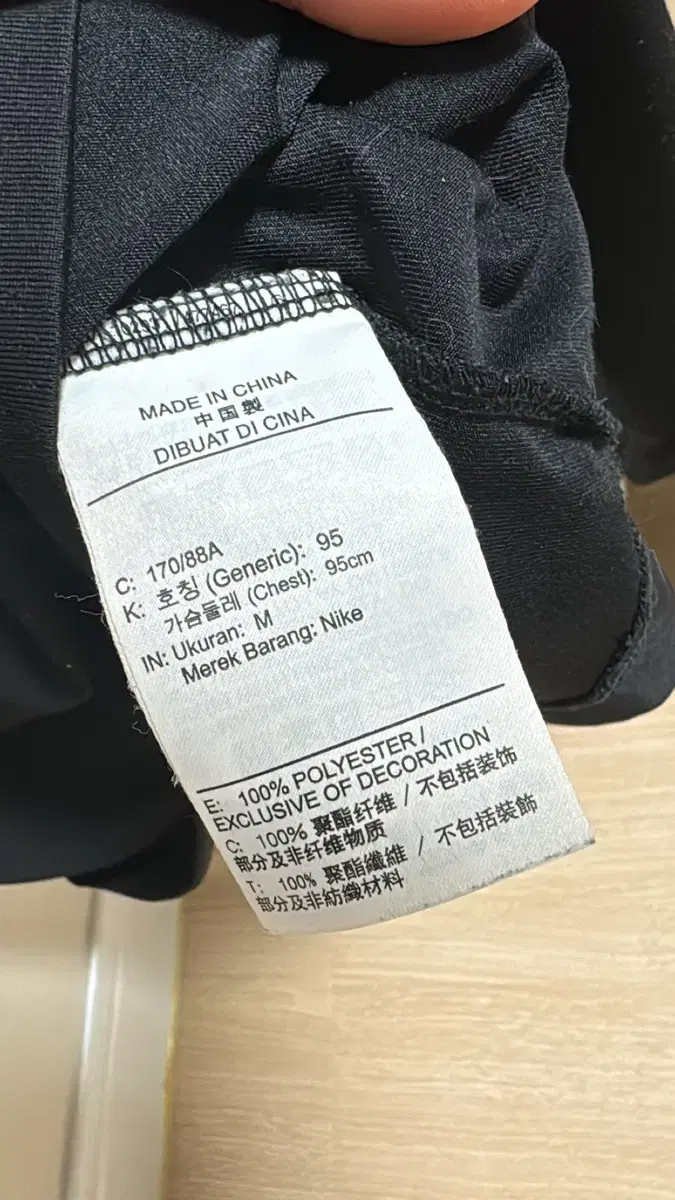 MADE IN CHINA
中国製
DIBUAT DI CINA
C: 170/88A
K: 호칭 (Generic): 95
가슴둘레 (Chest): 95cm
IN: Ukuran: M
Merek Barang: Nike
E: 100% POLYESTER /
EXCLUSIVE OF DECORATION
C: 100% 聚酯纤维 / 不包括装饰
部分及非纤维物质
T: 100% 聚酯纖維 / 不包括裝飾
部分及非紡織材料